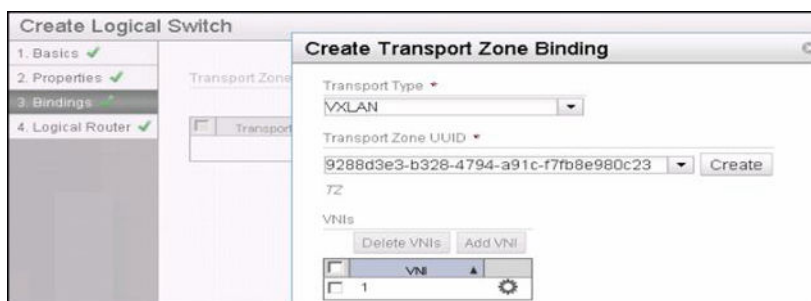 Create Logical Switch
1. Basics
2. Properties
3. Bindings
4. Logical Router
Transport Zone
Transport
Create Transport Zone Binding
Transport Type *
VXLAN
Transport Zone UUID *
9288d3e3-b328-4794-a91c-f7fb8e980c23
Create
TZ
VNIs
Delete VNIs
Add VNI
VNI
1